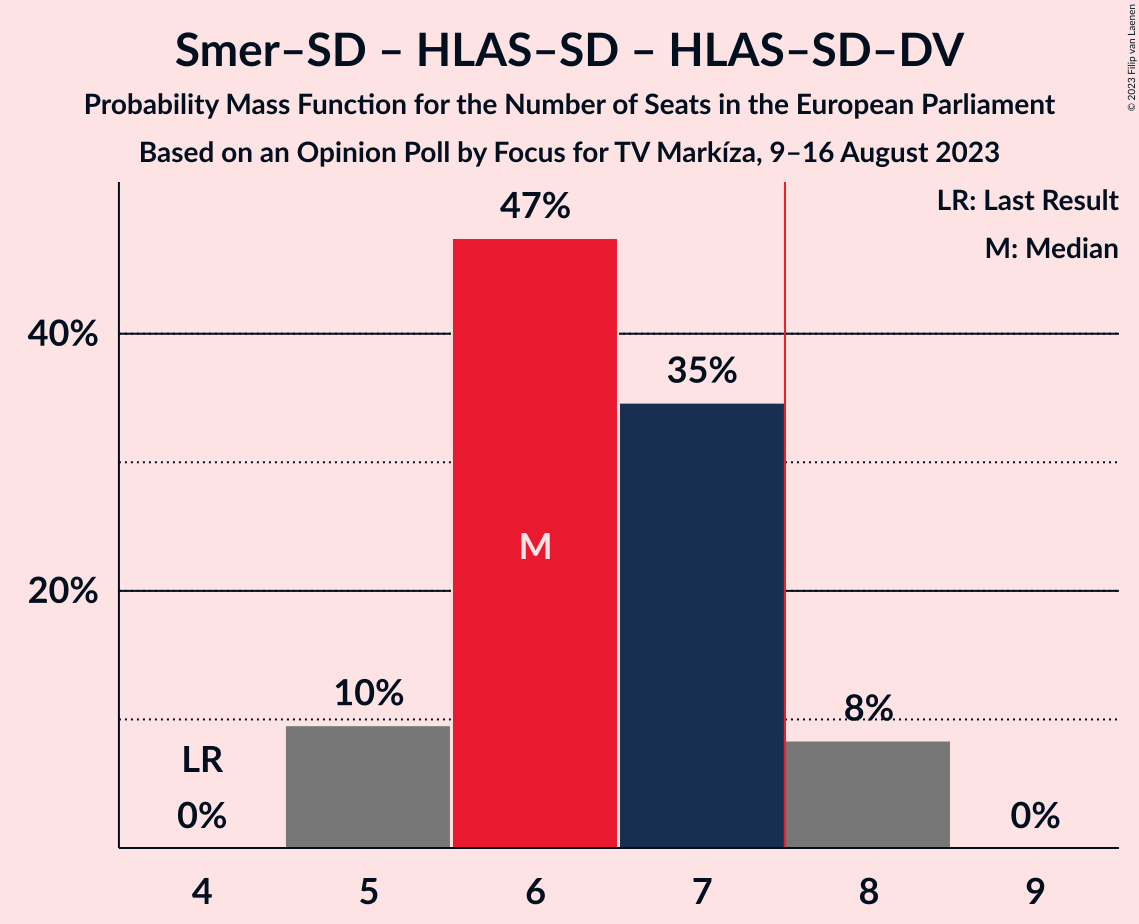 Smer–SD – HLAS–SD – HLAS–SD–DV
Probability Mass Function for the Number of Seats in the European Parliament
Based on an Opinion Poll by Focus for TV Markíza, 9–16 August 2023
© 2023 Filip van Laenen
LR: Last Result
M: Median
47%
40%
35%
M
20%
10%
8%
LR
0%
0%
4 5 6 7 8 9